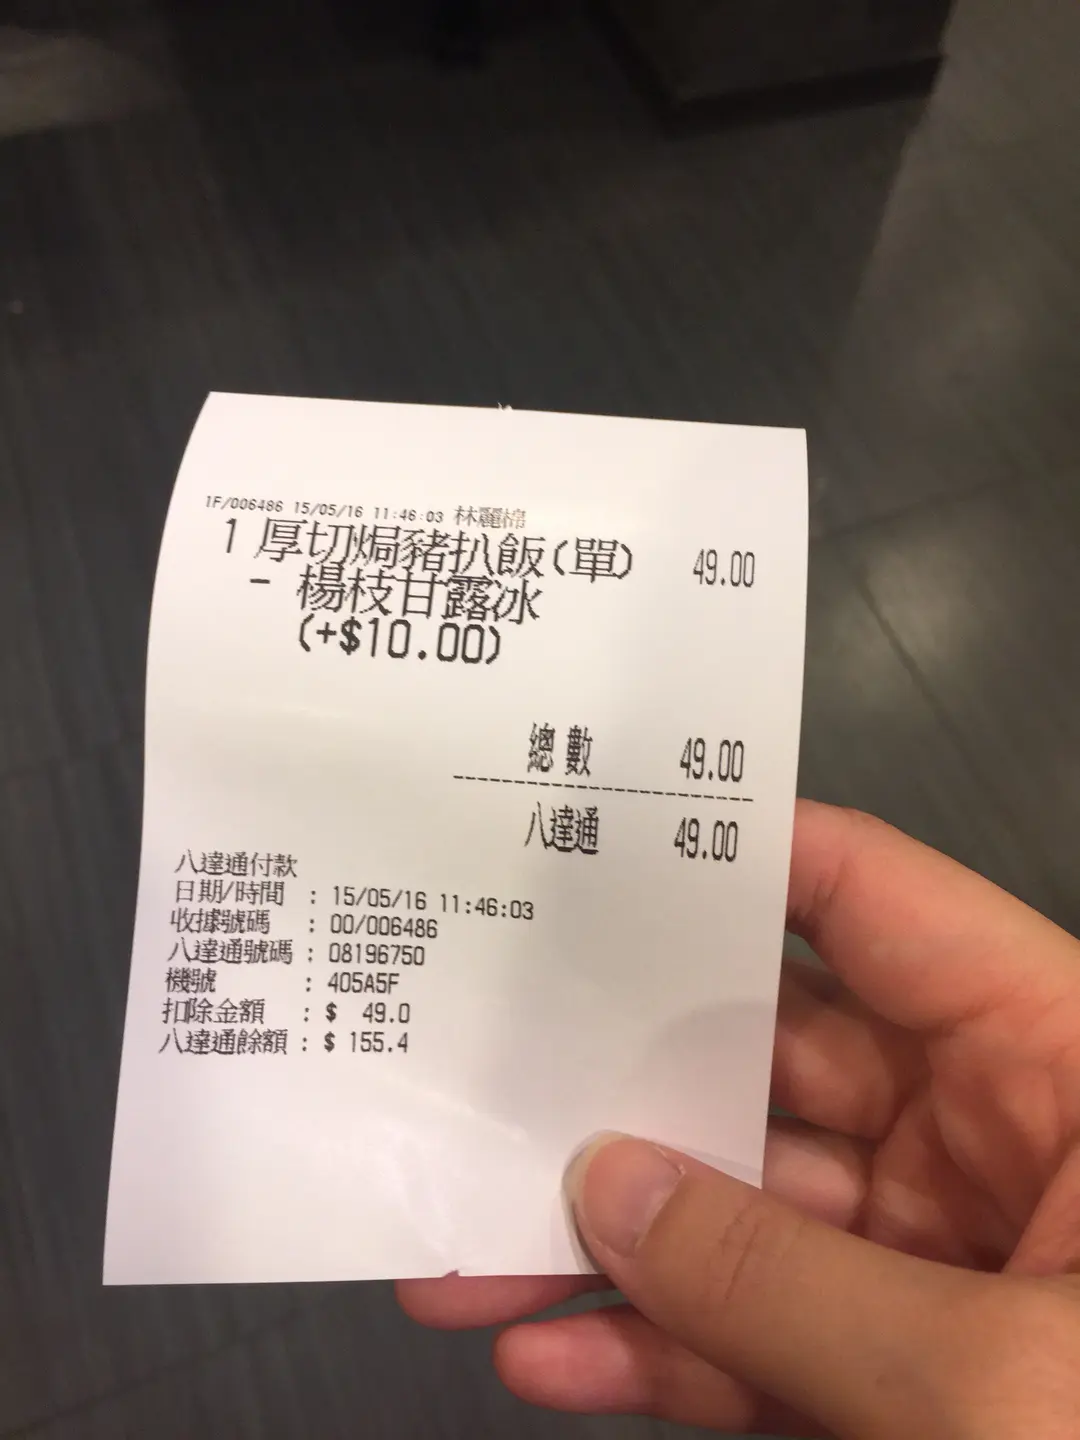 1F/006486 15/05/16 11:46:03 林麗棉
1 厚切焗豬扒飯(單) 49.00
- 楊枝甘露冰
(+$10.00)
總數 49.00
八達通 49.00
八達通付款
日期/時間 : 15/05/16 11:46:03
收據號碼 : 00/006486
八達通號碼 : 08196750
機號 : 405A5F
扣除金額 : $ 49.0
八達通餘額 : $ 155.4